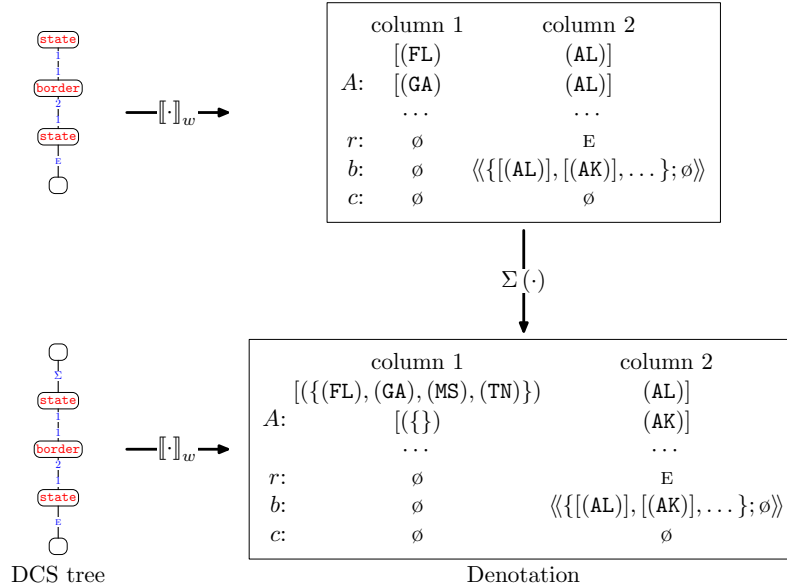 state
1
1
border
2
1
state
E
⟦·⟧w
column 1 column 2
[(FL) (AL)]
A: [(GA) (AL)]
... ...
r: ø E
b: ø ⟨⟨{[(AL)], [(AK)], ...}; ø⟩⟩
c: ø ø
Σ (·)
Σ
state
1
1
border
2
1
state
E
⟦·⟧w
column 1 column 2
[({(FL), (GA), (MS), (TN)}) (AL)]
A: [({}) (AK)]
... ...
r: ø E
b: ø ⟨⟨{[(AL)], [(AK)], ...}; ø⟩⟩
c: ø ø
DCS tree Denotation